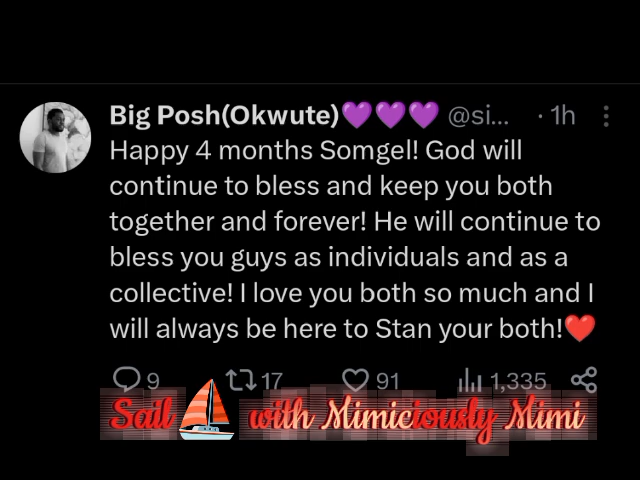 Big Posh(Okwute)💜💜💜 @si... · 1h
Happy 4 months Somgel! God will
continue to bless and keep you both
together and forever! He will continue to
bless you guys as individuals and as a
collective! I love you both so much and I
will always be here to Stan your both!❤️
9 17 91 1,335
Sail ⛵ with Mimiciously Mimi